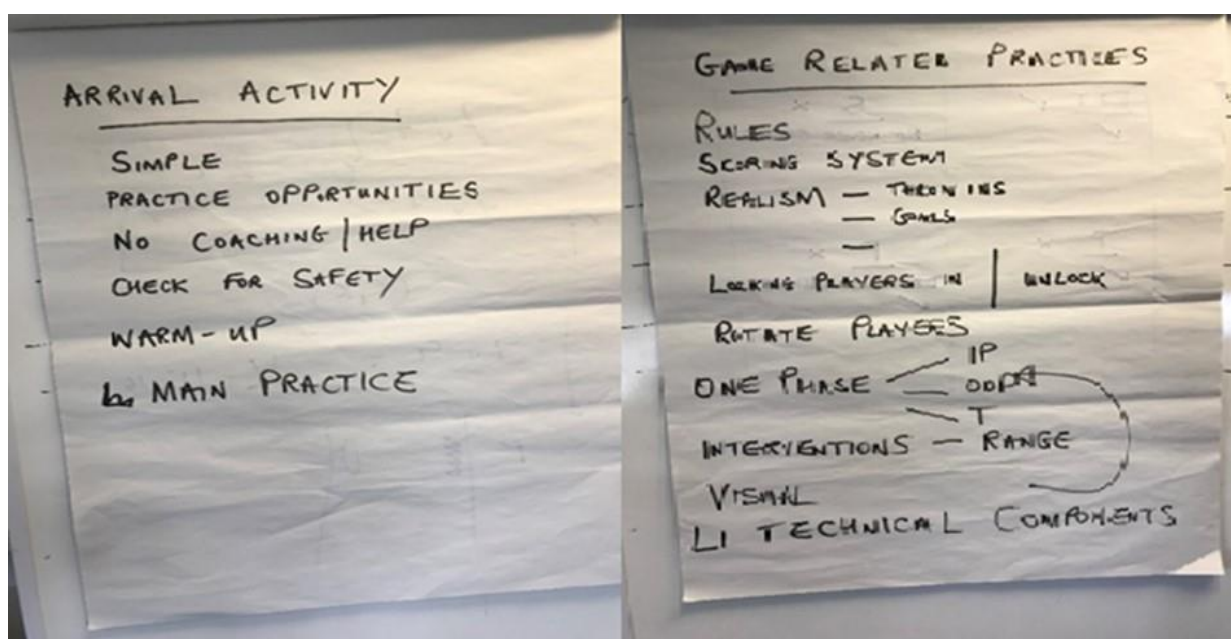 ARRIVAL ACTIVITY
SIMPLE
PRACTICE OPPORTUNITIES
NO COACHING/HELP
CHECK FOR SAFETY
WARM-UP
↳ MAIN PRACTICE
GAME RELATED PRACTICES
RULES
SCORING SYSTEM
REALISM — THROW INS
— GOALS
—
LOCKING PLAYERS IN | UNLOCK
ROTATE PLAYERS
IP
ONE PHASE — OOP
T
INTERVENTIONS — RANGE
VISUAL
L1 TECHNICAL COMPONENTS